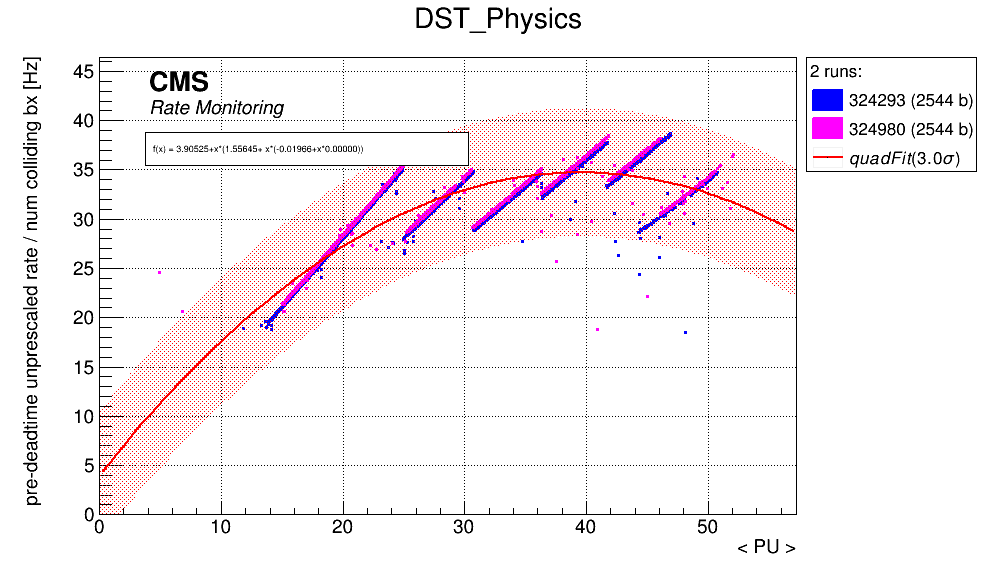 DST_Physics
pre-deadtime unprescaled rate / num colliding bx [Hz]
45
40
35
30
25
20
15
10
5
0
CMS
Rate Monitoring
f(x) = 3.90525+x*(1.55645+ x*(-0.01966+x*0.00000))
0 10 20 30 40 50
< PU >
2 runs:
324293 (2544 b)
324980 (2544 b)
quadFit(3.0σ)